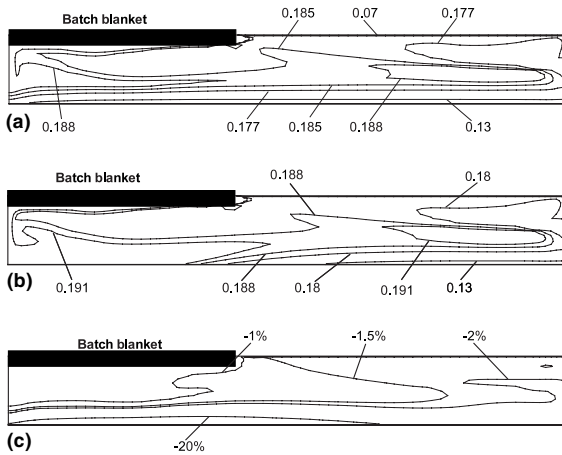 0.185 0.07 0.177
Batch blanket
(a)
0.188 0.177 0.185 0.188 0.13
Batch blanket
0.188 0.18
(b)
0.191 0.188 0.18 0.191 0.13
Batch blanket
-1% -1.5% -2%
(c)
-20%